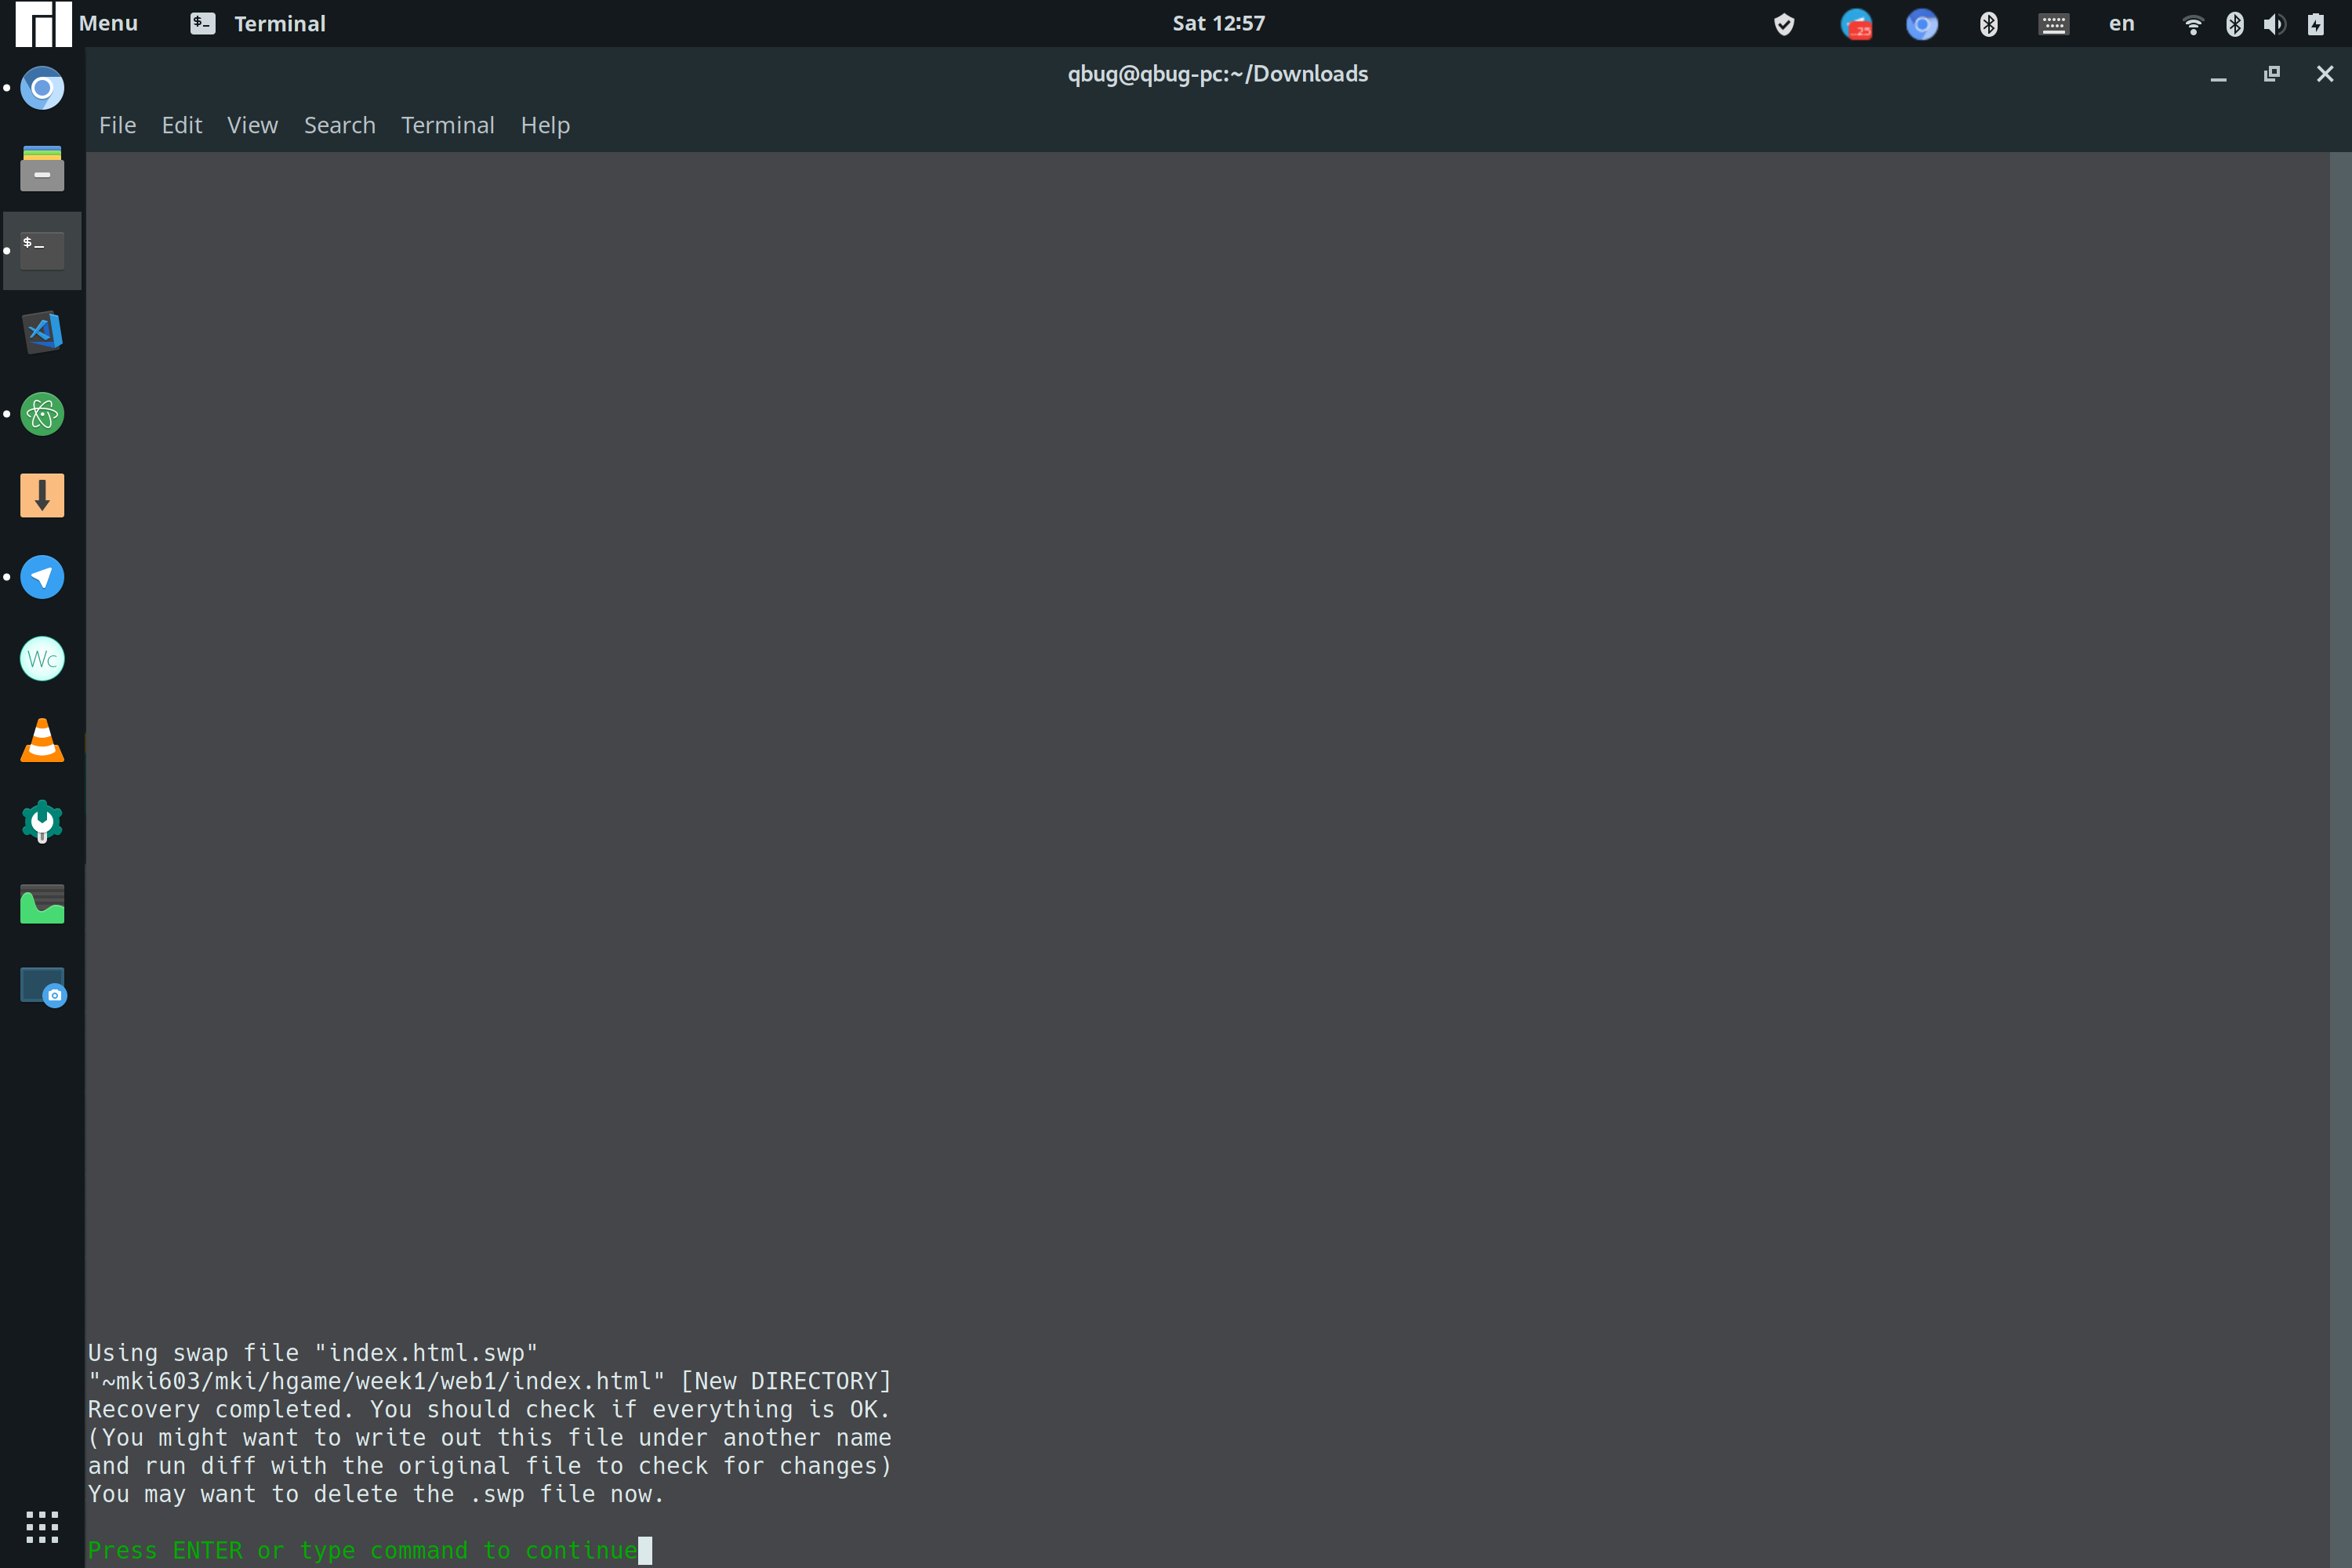 Menu
Terminal
Sat 12:57
25
en
qbug@qbug-pc:~/Downloads
File Edit View Search Terminal Help
$_
Wc
Using swap file "index.html.swp"
"~mki603/mki/hgame/week1/web1/index.html" [New DIRECTORY]
Recovery completed. You should check if everything is OK.
(You might want to write out this file under another name
and run diff with the original file to check for changes)
You may want to delete the .swp file now.
Press ENTER or type command to continue